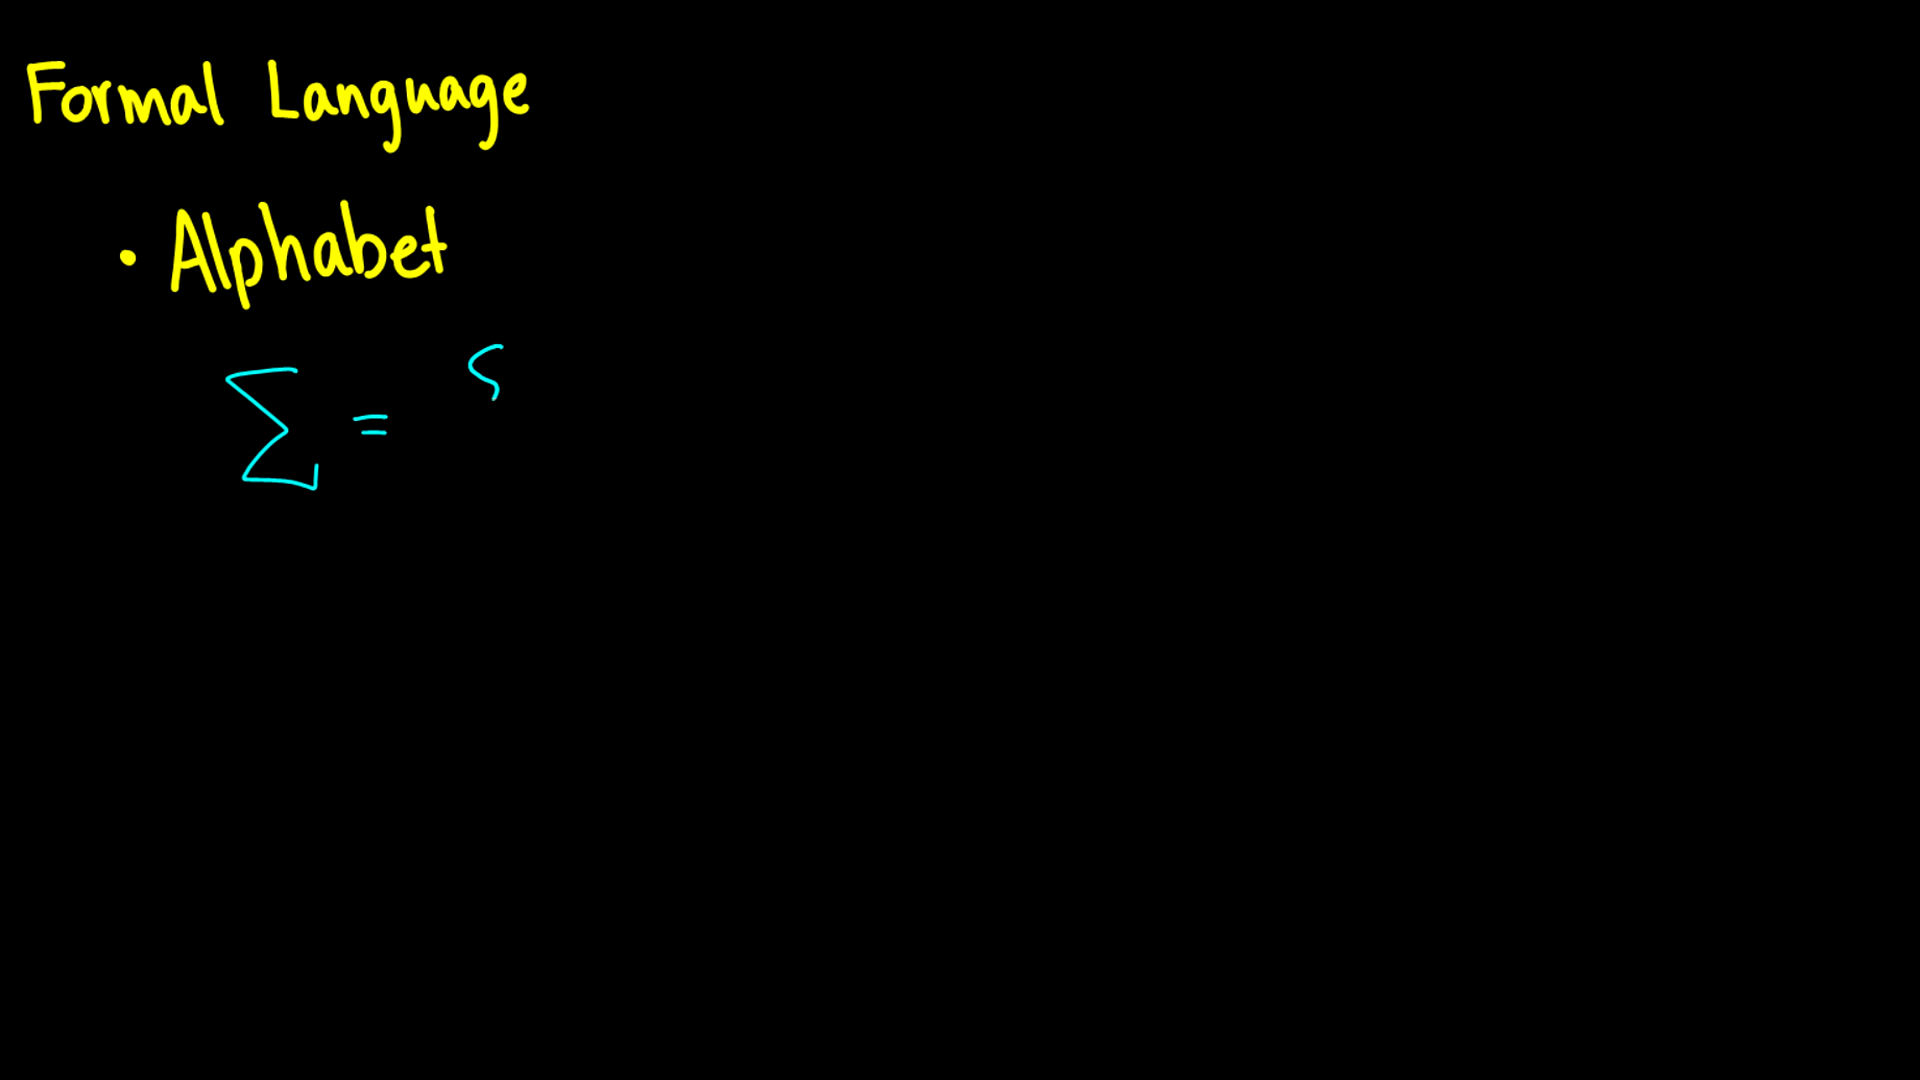 Formal Language
• Alphabet
∑ =